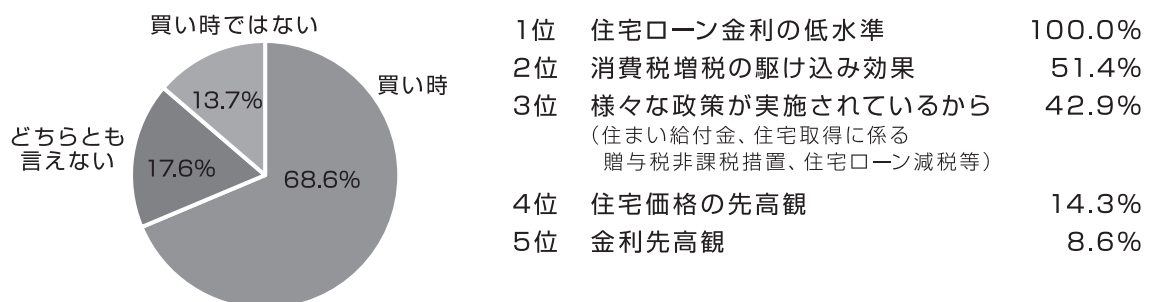 買い時ではない
13.7%
買い時
どちらとも
言えない
17.6%
68.6%
1位 住宅ローン金利の低水準 100.0%
2位 消費税増税の駆け込み効果 51.4%
3位 様々な政策が実施されているから 42.9%
(住まい給付金、住宅取得に係る
贈与税非課税措置、住宅ローン減税等)
4位 住宅価格の先高観 14.3%
5位 金利先高観 8.6%